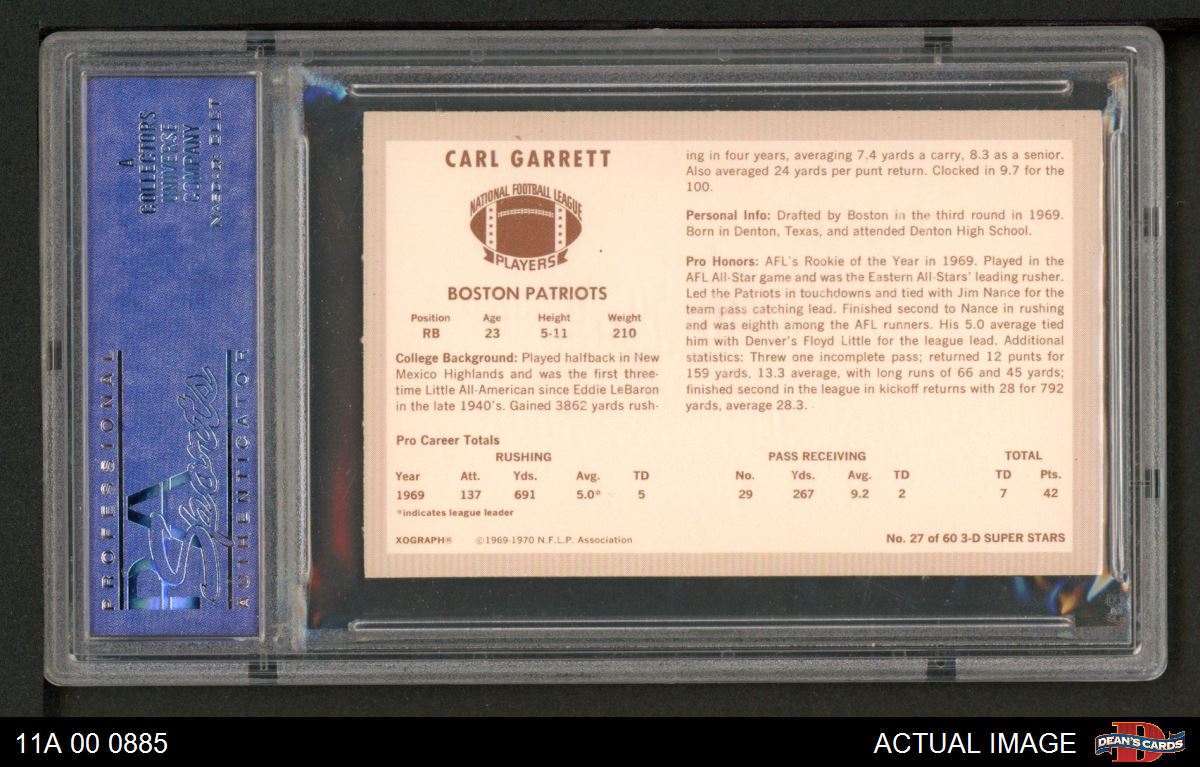 A
COLLECTORS
UNIVERSE
COMPANY
PROFESSIONAL
PSA
Sports
AUTHENTICATOR
CARL GARRETT
NATIONAL FOOTBALL LEAGUE
PLAYERS
BOSTON PATRIOTS
Position Age Height Weight
RB 23 5-11 210
College Background: Played halfback in New
Mexico Highlands and was the first three-
time Little All-American since Eddie LeBaron
in the late 1940's. Gained 3862 yards rush-
ing in four years, averaging 7.4 yards a carry, 8.3 as a senior.
Also averaged 24 yards per punt return. Clocked in 9.7 for the
100.
Personal Info: Drafted by Boston in the third round in 1969.
Born in Denton, Texas, and attended Denton High School.
Pro Honors: AFL's Rookie of the Year in 1969. Played in the
AFL All-Star game and was the Eastern All-Stars' leading rusher.
Led the Patriots in touchdowns and tied with Jim Nance for the
team pass catching lead. Finished second to Nance in rushing
and was eighth among the AFL runners. His 5.0 average tied
him with Denver's Floyd Little for the league lead. Additional
statistics: Threw one incomplete pass; returned 12 punts for
159 yards, 13.3 average, with long runs of 66 and 45 yards;
finished second in the league in kickoff returns with 28 for 792
yards, average 28.3.
Pro Career Totals
RUSHING PASS RECEIVING TOTAL
Year Att. Yds. Avg. TD No. Yds. Avg. TD TD Pts.
1969 137 691 5.0* 5 29 267 9.2 2 7 42
*indicates league leader
XOGRAPH® ©1969-1970 N.F.L.P. Association No. 27 of 60 3-D SUPER STARS
11A 00 0885
ACTUAL IMAGE
DEAN'S CARDS